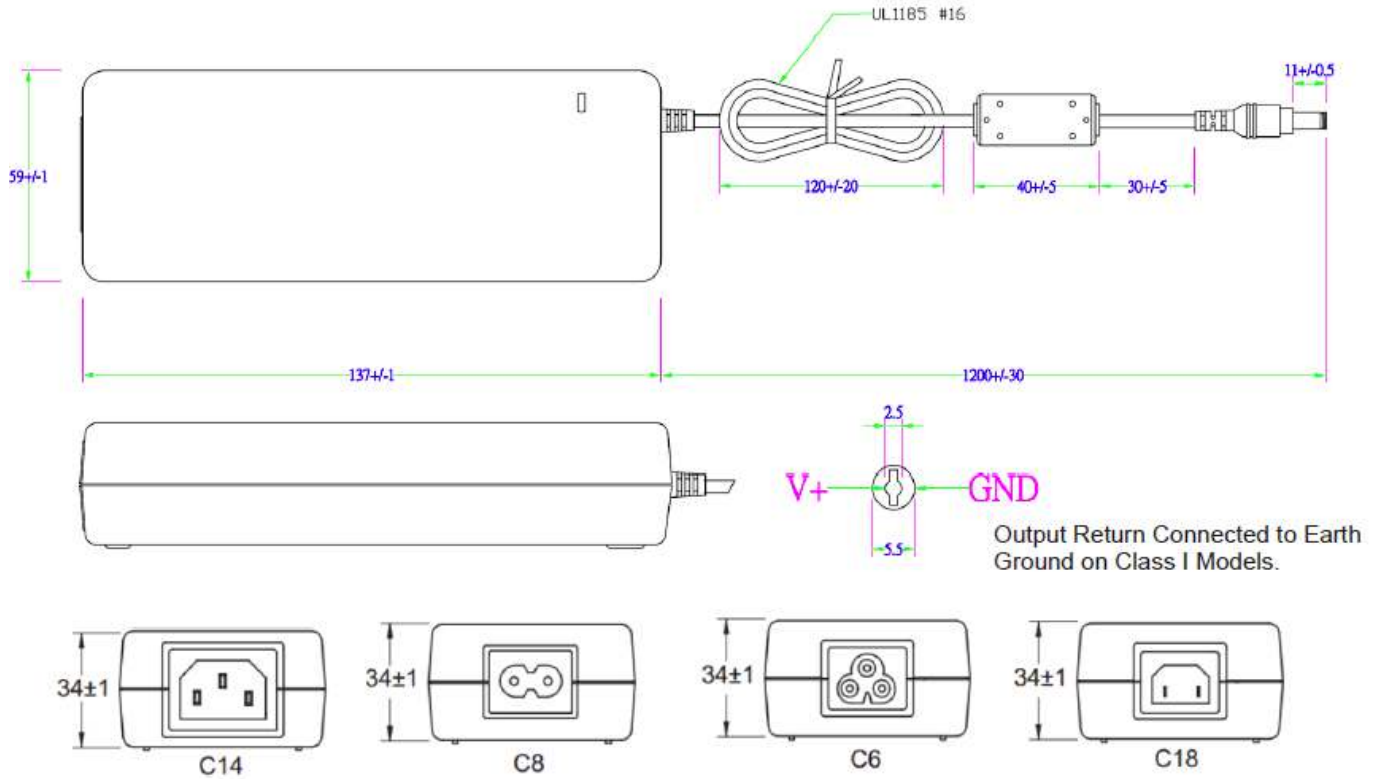 UL1185 #16
11+/-0.5
59+/-1
120+/-20
40+/-5
30+/-5
137+/-1
1200+/-30
2.5
V+
GND
5.5
Output Return Connected to Earth
Ground on Class I Models.
34±1
34±1
34±1
34±1
C14
C8
C6
C18